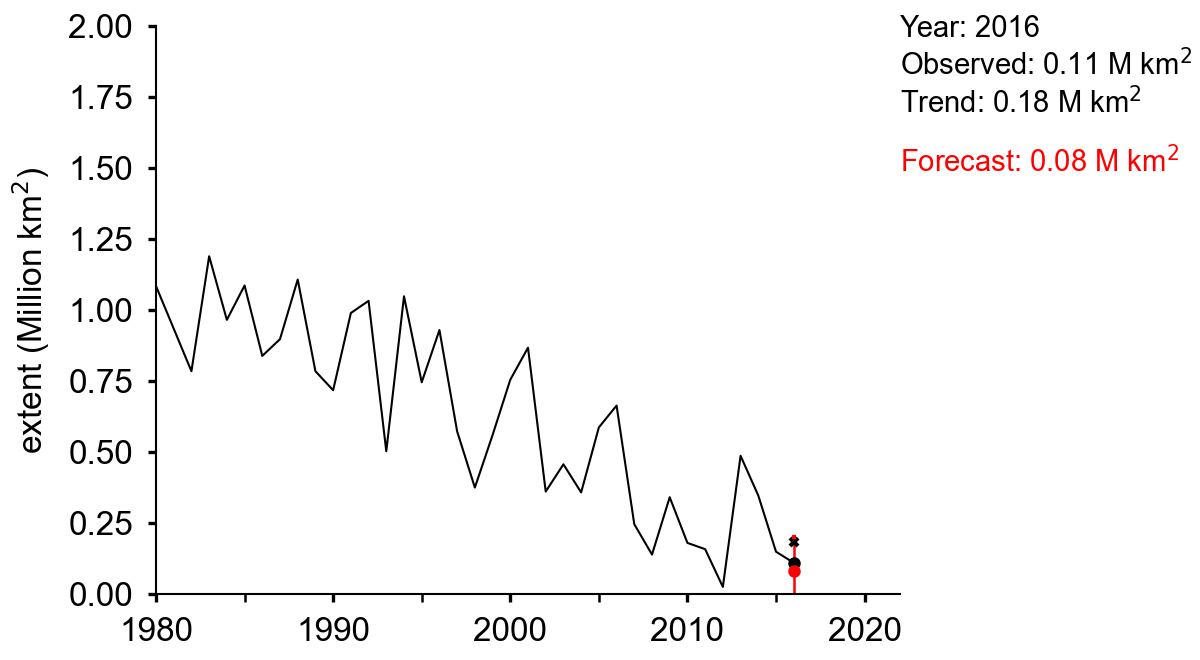 2.00
1.75
1.50
1.25
1.00
0.75
0.50
0.25
0.00
extent (Million km²)
1980 1990 2000 2010 2020
Year: 2016
Observed: 0.11 M km²
Trend: 0.18 M km²
Forecast: 0.08 M km²